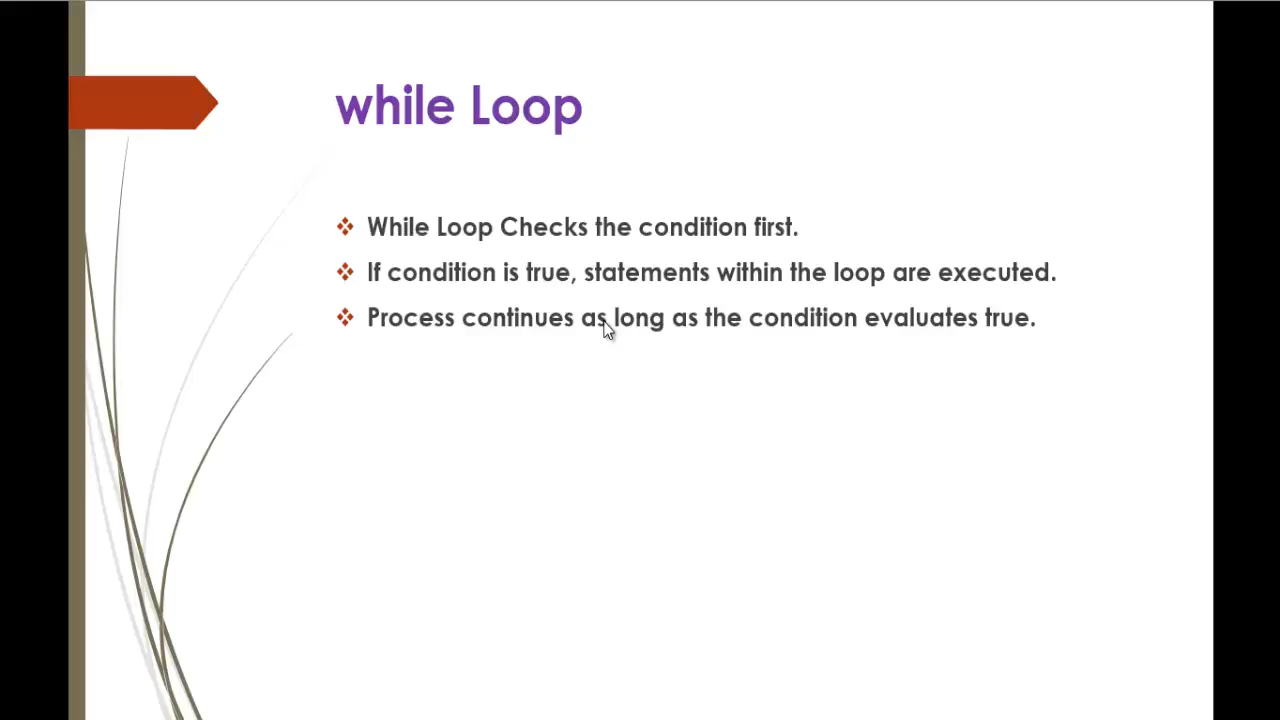 while Loop
While Loop Checks the condition first.
If condition is true, statements within the loop are executed.
Process continues as long as the condition evaluates true.